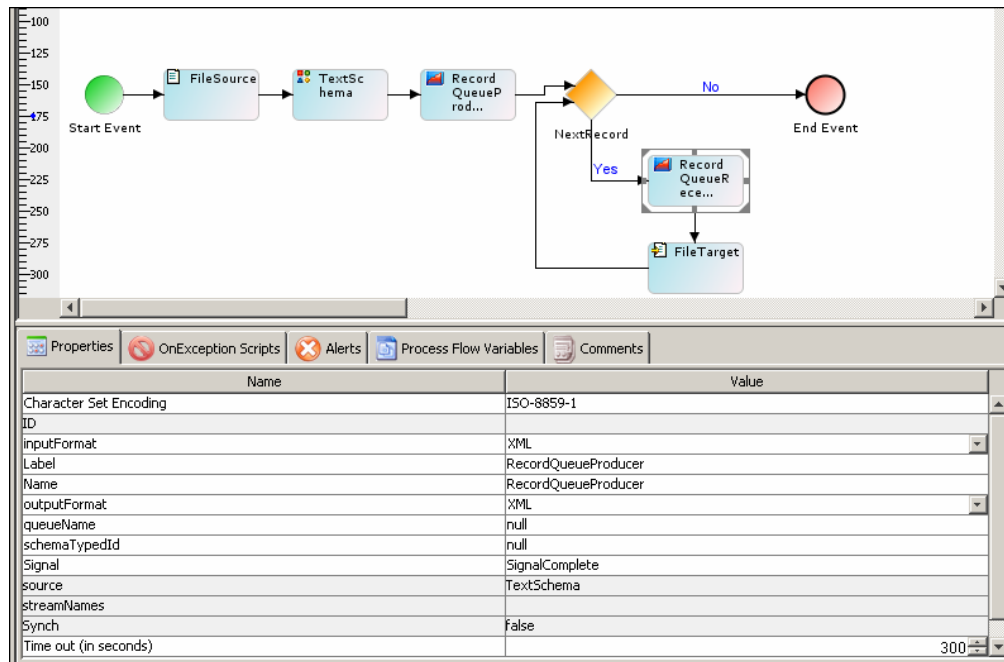 100
125
150
175
200
225
250
275
300
Start Event
FileSource
TextSc
hema
Record
QueueP
rod...
NextRecord
No
End Event
Yes
Record
QueueR
ece...
FileTarget
Properties
OnException Scripts
Alerts
Process Flow Variables
Comments
Name Value
Character Set Encoding ISO-8859-1
ID
inputFormat XML
Label RecordQueueProducer
Name RecordQueueProducer
outputFormat XML
queueName null
schemaTypedId null
Signal SignalComplete
source TextSchema
streamNames
Synch false
Time out (in seconds) 300